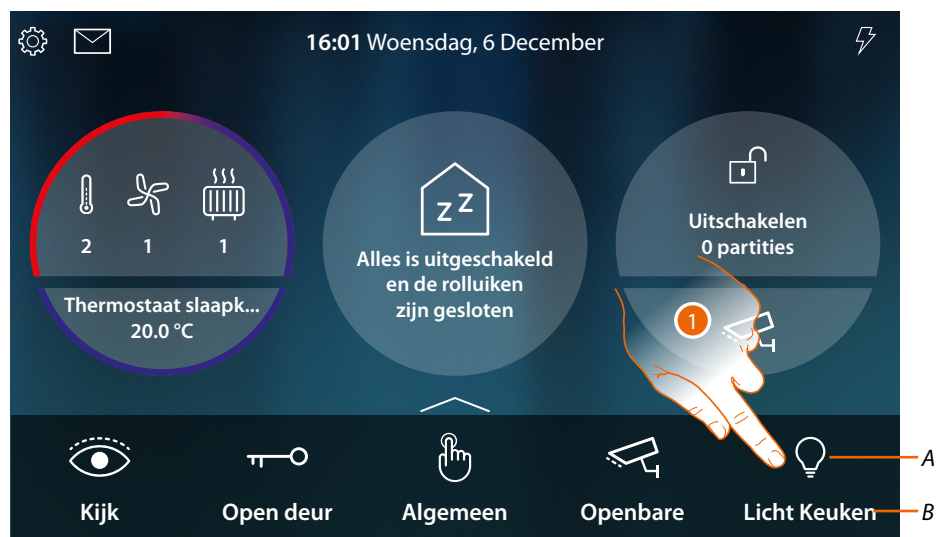 16:01 Woensdag, 6 December
2 1 1
Thermostaat slaapk...
20.0 °C
Alles is uitgeschakeld
en de rolluiken
zijn gesloten
Uitschakelen
0 partities
1
z z
A
Kijk Open deur Algemeen Openbare Licht Keuken B